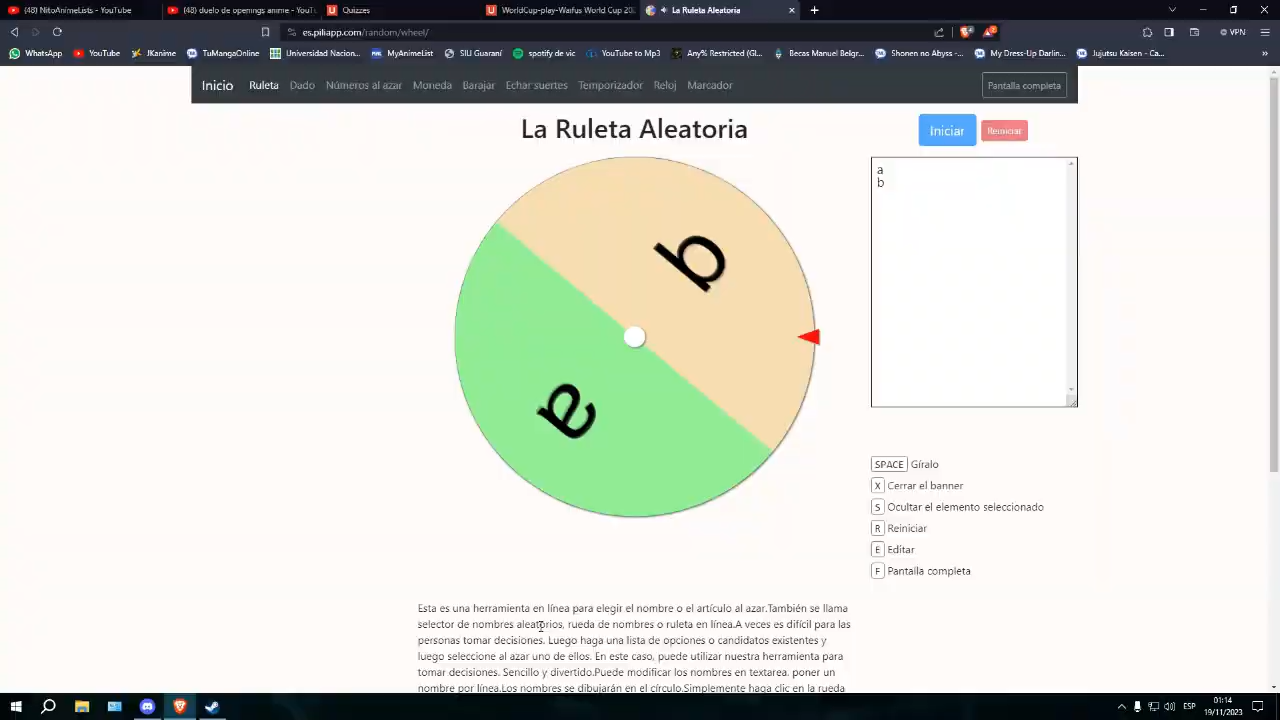 (48) NitoAnimeLists - YouTube
(48) duelo de openings anime - YouTu
Quizzes
WorldCup-play-Waifus World Cup 202
La Ruleta Aleatoria
es.piliapp.com/random/wheel/
VPN
WhatsApp
YouTube
JKanime
TuMangaOnline
Universidad Nacional...
MyAnimeList
SIU Guaraní
spotify de vic
YouTube to Mp3
Any% Restricted (Gl...
Becas Manuel Belgr...
Shonen no Abyss-...
My Dress-Up Darlin...
Jujutsu Kaisen - Ca...
Inicio
Ruleta
Dado
Números al azar
Moneda
Barajar
Echar suertes
Temporizador
Reloj
Marcador
Pantalla completa
La Ruleta Aleatoria
Iniciar
Reiniciar
a
b
b
a
SPACE Gíralo
X Cerrar el banner
S Ocultar el elemento seleccionado
R Reiniciar
E Editar
F Pantalla completa
Esta es una herramienta en línea para elegir el nombre o el artículo al azar.También se llama
selector de nombres aleatorios, rueda de nombres o ruleta en línea.A veces es difícil para las
personas tomar decisiones. Luego haga una lista de opciones o candidatos existentes y
luego seleccione al azar uno de ellos. En este caso, puede utilizar nuestra herramienta para
tomar decisiones. Sencillo y divertido.Puede modificar los nombres en textarea. poner un
nombre por línea.Los nombres se dibujarán en el círculo.Simplemente haga clic en la rueda
ESP
01:14
19/11/2023